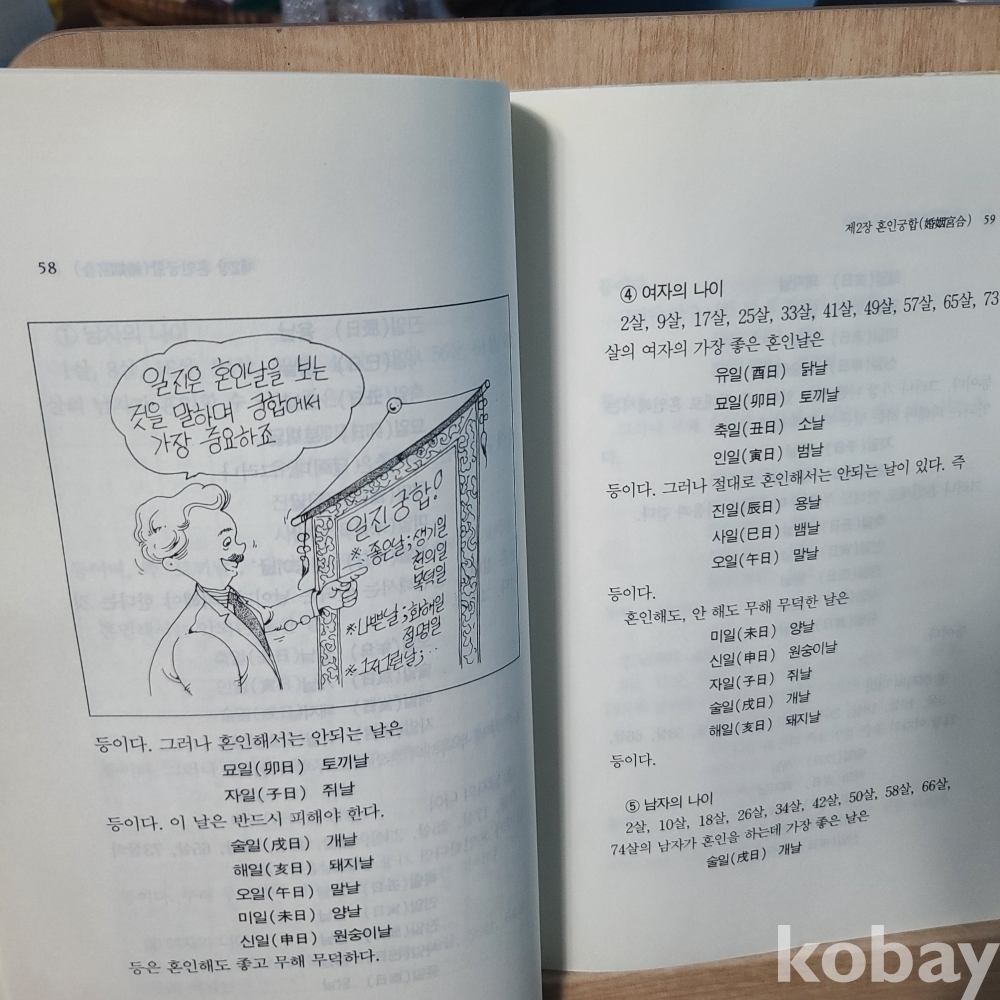 58
일진은 혼인날을 보는
것을 말하며 궁합에서
가장 중요하죠
일진궁합!
※ 좋은날; 생기일
천의일
복덕일
※나쁜날; 화해일
절명일
※그저그런날;··
등이다. 그러나 혼인해서는 안되는 날은
묘일(卯日) 토끼날
자일(子日) 쥐날
등이다. 이 날은 반드시 피해야 한다.
술일(戌日) 개날
해일(亥日) 돼지날
오일(午日) 말날
미일(未日) 양날
신일(申日) 원숭이날
등은 혼인해도 좋고 무해 무덕하다.
제2장 혼인궁합(婚姻宮合) 59
④ 여자의 나이
2살, 9살, 17살, 25살, 33살, 41살, 49살, 57살, 65살, 73
살의 여자의 가장 좋은 혼인날은
유일(酉日) 닭날
묘일(卯日) 토끼날
축일(丑日) 소날
인일(寅日) 범날
등이다. 그러나 절대로 혼인해서는 안되는 날이 있다. 즉
진일(辰日) 용날
사일(巳日) 뱀날
오일(午日) 말날
등이다.
혼인해도, 안 해도 무해 무덕한 날은
미일(未日) 양날
신일(申日) 원숭이날
자일(子日) 쥐날
술일(戌日) 개날
해일(亥日) 돼지날
등이다.
⑤ 남자의 나이
2살, 10살, 18살, 26살, 34살, 42살, 50살, 58살, 66살,
74살의 남자가 혼인을 하는데 가장 좋은 날은
술일(戌日) 개날
kobay